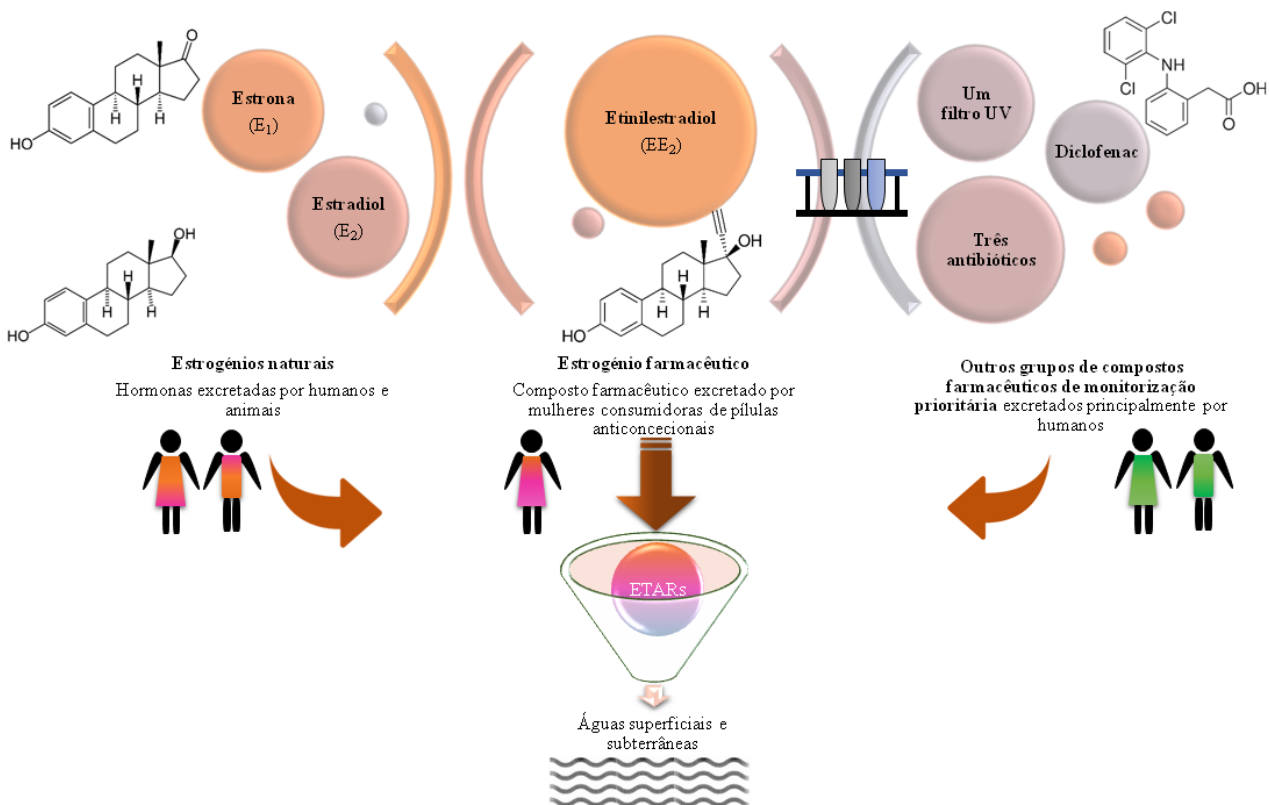 Estrona
(E₁)
Estradiol
(E₂)
Etinilestradiol
(EE₂)
Um
filtro UV
Diclofenac
Três
antibióticos
O
H
H
H
HO
OH
H
H
H
HO
OH
H
H
H
HO
Cl
NH
Cl
OH
O
Estrogénios naturais
Hormonas excretadas por humanos e
animais
Estrogénio farmacêutico
Composto farmacêutico excretado por
mulheres consumidoras de pílulas
anticoncecionais
Outros grupos de compostos
farmacêuticos de monitorização
prioritária excretados principalmente por
humanos
ETARs
Águas superficiais e
subterrâneas